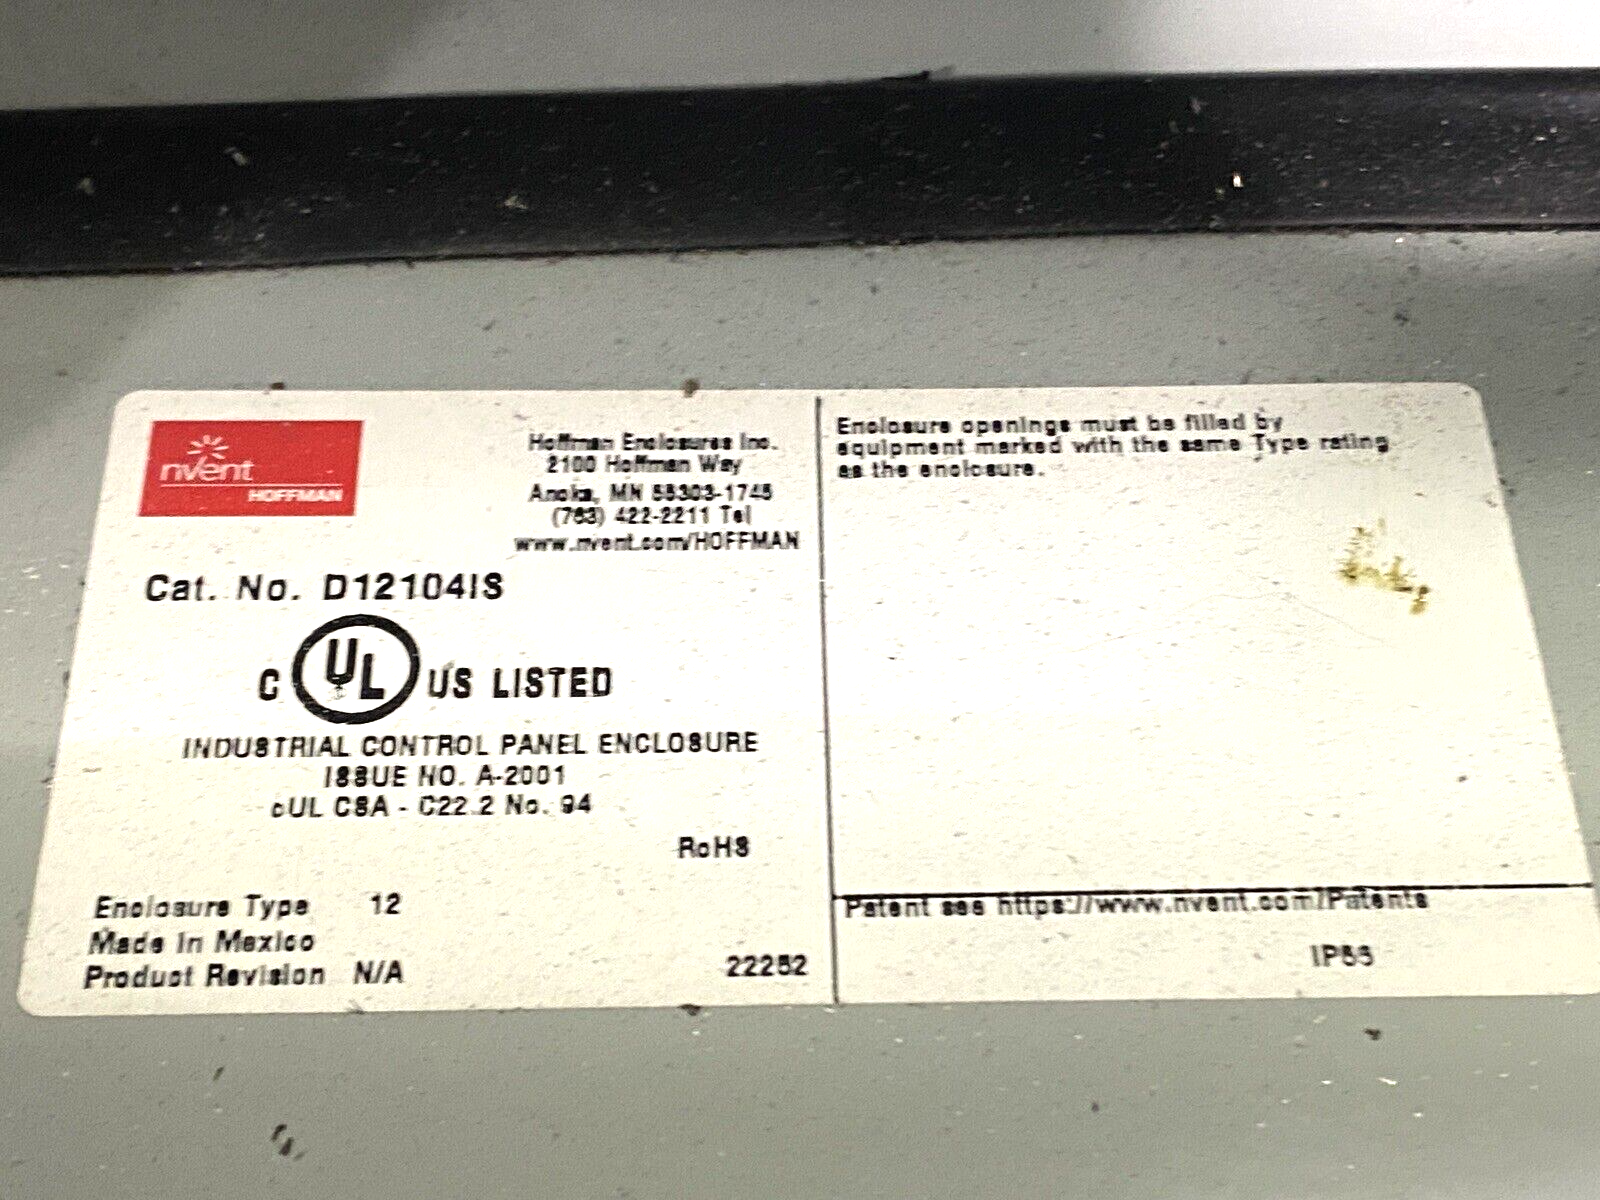 nVent
HOFFMAN
Hoffman Enclosures Inc.
2100 Hoffman Way
Anoka, MN 55303-1745
(763) 422-2211 Tel
www.nvent.com/HOFFMAN
Cat. No. D12104IS
C UL US LISTED
INDUSTRIAL CONTROL PANEL ENCLOSURE
ISSUE NO. A-2001
cUL CSA - C22.2 No. 94
RoHS
Enclosure Type 12
Made In Mexico
Product Revision N/A
22252
Enclosure openings must be filled by
equipment marked with the same Type rating
as the enclosure.
Patent see https://www.nvent.com/Patents